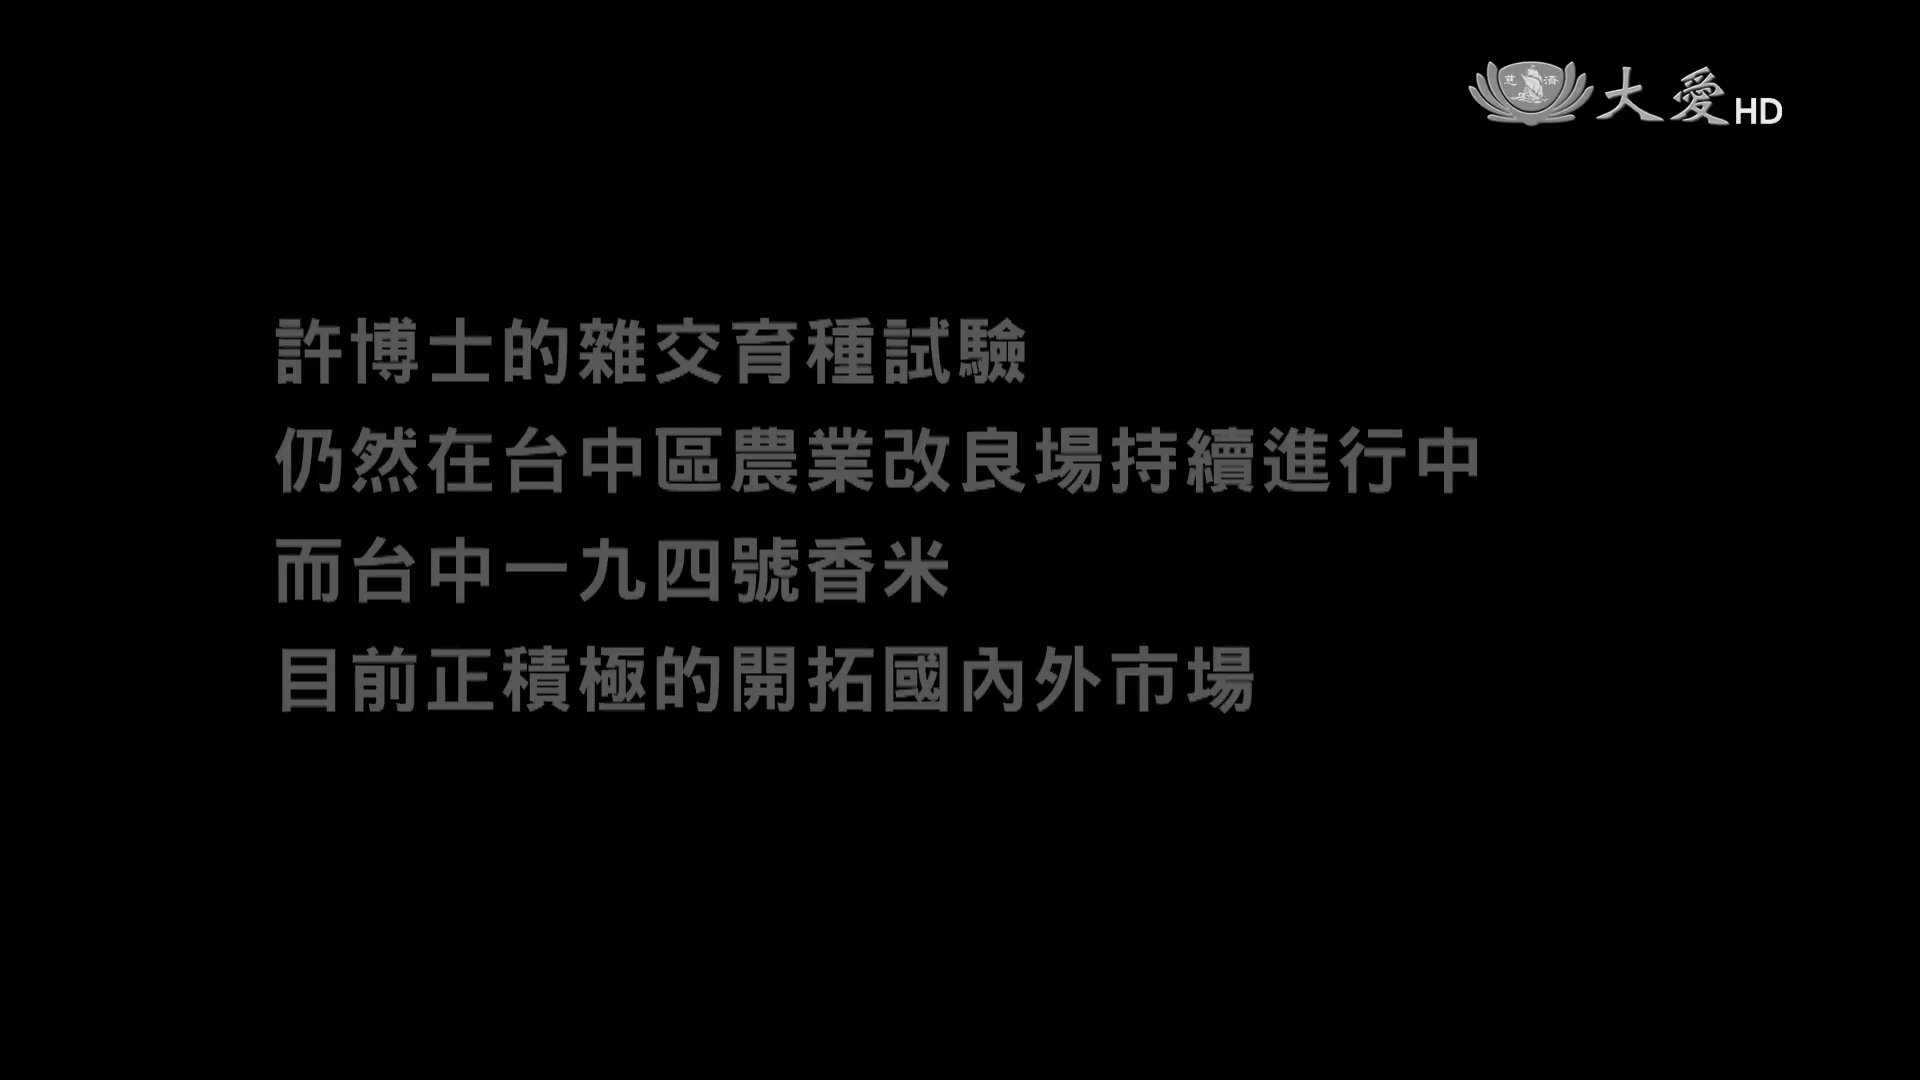 慈濟 大愛HD
許博士的雜交育種試驗
仍然在台中區農業改良場持續進行中
而台中一九四號香米
目前正積極的開拓國內外市場